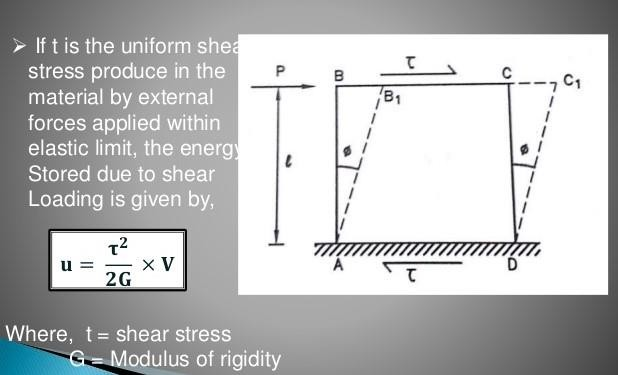 ➢ If t is the uniform shea
stress produce in the
material by external
forces applied within
elastic limit, the energy
Stored due to shear
Loading is given by,
u = τ²/2G × V
Where, t = shear stress
G = Modulus of rigidity
P B τ C C₁
B₁
ø ø
l
A τ D